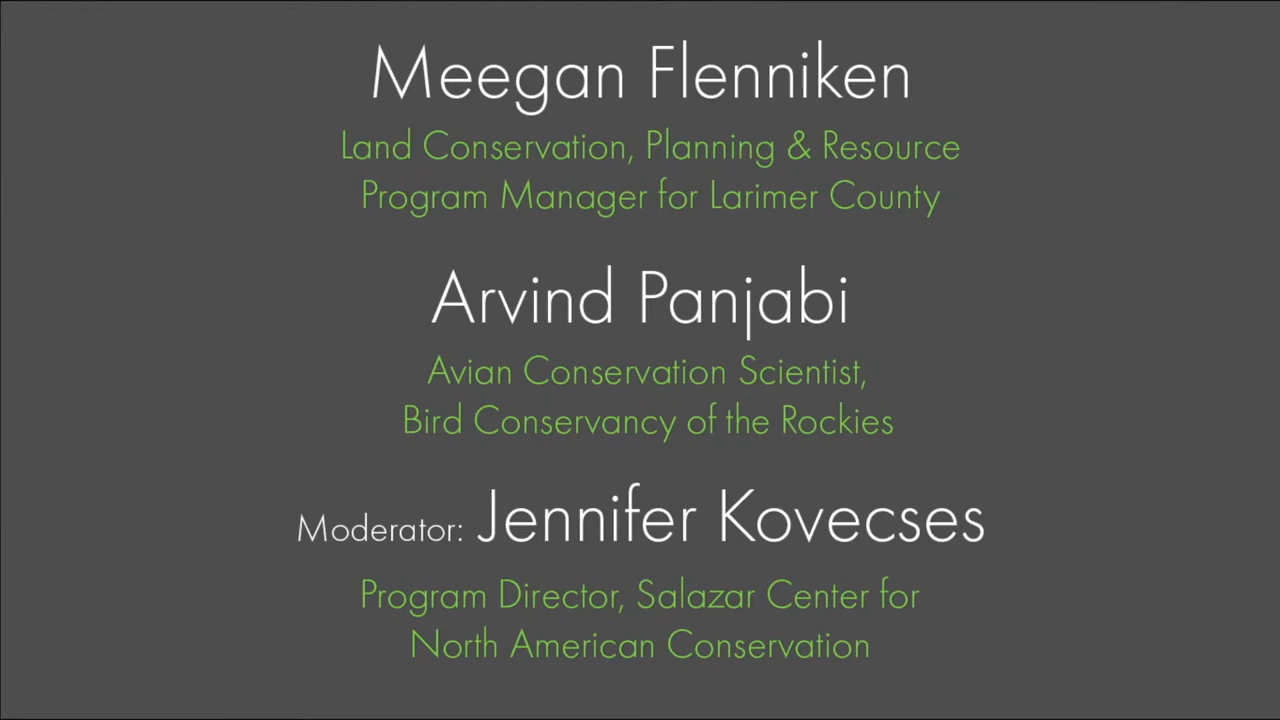 Meegan Flenniken
Land Conservation, Planning & Resource
Program Manager for Larimer County
Arvind Panjabi
Avian Conservation Scientist,
Bird Conservancy of the Rockies
Moderator: Jennifer Kovecses
Program Director, Salazar Center for
North American Conservation